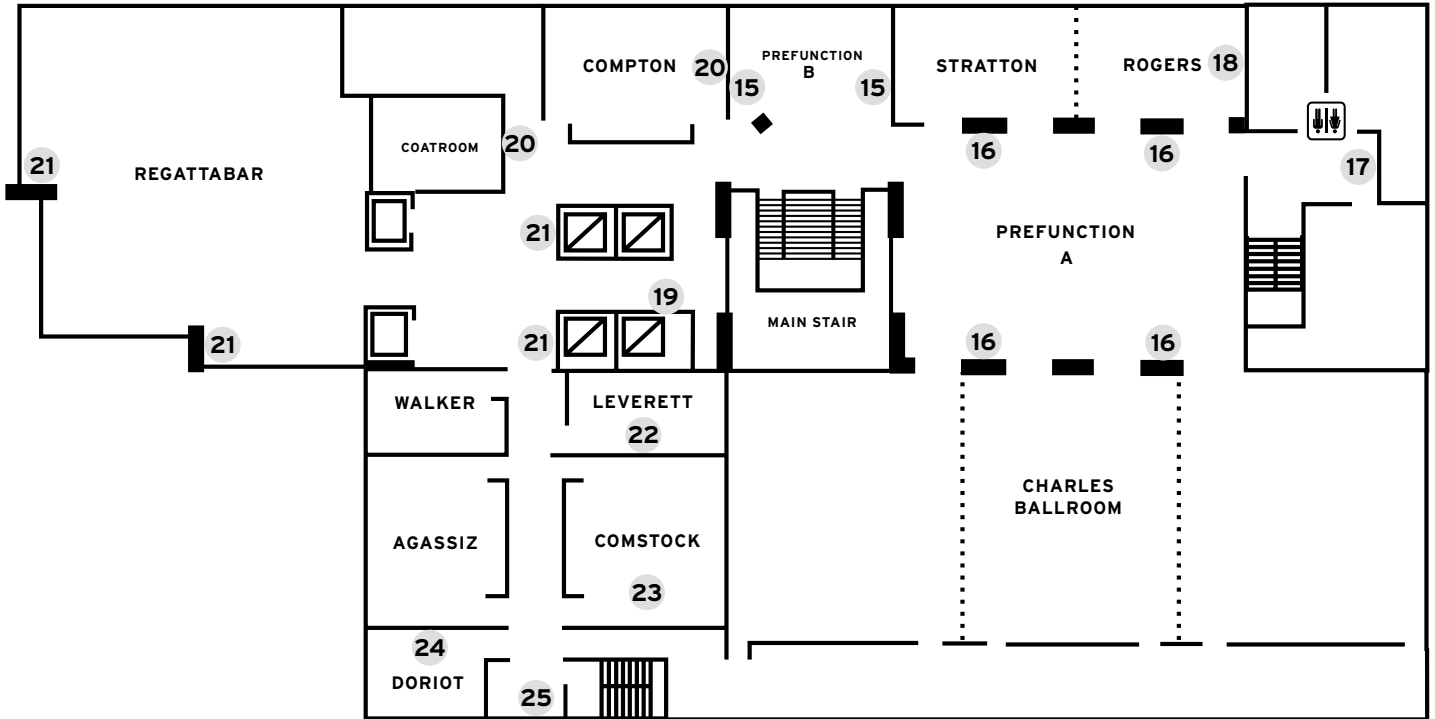 COMPTON
20
PREFUNCTION
B
15
15
STRATTON
ROGERS
18
COATROOM
20
16
16
17
21
REGATTABAR
21
PREFUNCTION
A
19
MAIN STAIR
21
21
16
16
WALKER
LEVERETT
22
CHARLES
BALLROOM
AGASSIZ
COMSTOCK
23
24
DORIOT
25